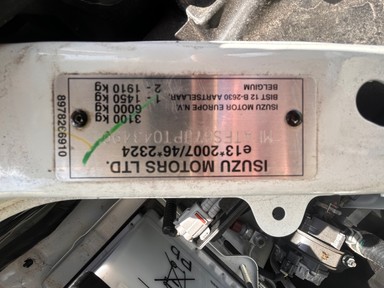 ISUZU MOTORS LTD.
e13*2007/46*2324
3100 kg
6000 kg
1 - 1450 kg
2 - 1910 kg
ISUZU MOTOR EUROPE N.V.
BIST 12 B-2630 AARTSELAAR,
BELGIUM
8978266910